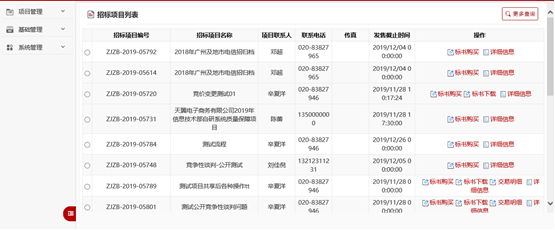 项目管理
基础管理
系统管理
招标项目列表
更多查询
招标项目编号 招标项目名称 项目联系人 联系电话 传真 发售截止时间 操作
ZJZB-2019-05792 2018年广州及地市电信招归档 邓超 020-83827965 2019/12/04 00:00:00 标书购买 详细信息
ZJZB-2019-05614 2018年广州及地市电信招归档 邓超 020-83827965 2019/12/04 00:00:00 标书购买 详细信息
ZJZB-2019-05720 竞价变更测试01 辛夏洋 020-83827946 2019/11/28 10:17:24 标书购买 标书下载 详细信息
ZJZB-2019-05731 天翼电子商务有限公司2019年信息技术部自研系统质量保障项目 陈蕾 1350000000 2019/11/28 17:30:00 标书购买 详细信息
ZJZB-2019-05784 测试流程 辛夏洋 020-83827946 2019/12/26 00:00:00 标书购买 详细信息
ZJZB-2019-05748 竞争性谈判-公开测试 刘佳倪 13212313231 2019/12/05 00:00:00 标书购买 详细信息
ZJZB-2019-05789 测试项目共享后各种操作tt 辛夏洋 020-83827946 2019/11/28 00:00:00 标书购买 标书下载 交易明细 详细信息
ZJZB-2019-05801 测试公开竞争性谈判问题 辛夏洋 020-83827946 2019/11/28 00:00:00 标书购买 标书下载 交易明细 详细信息